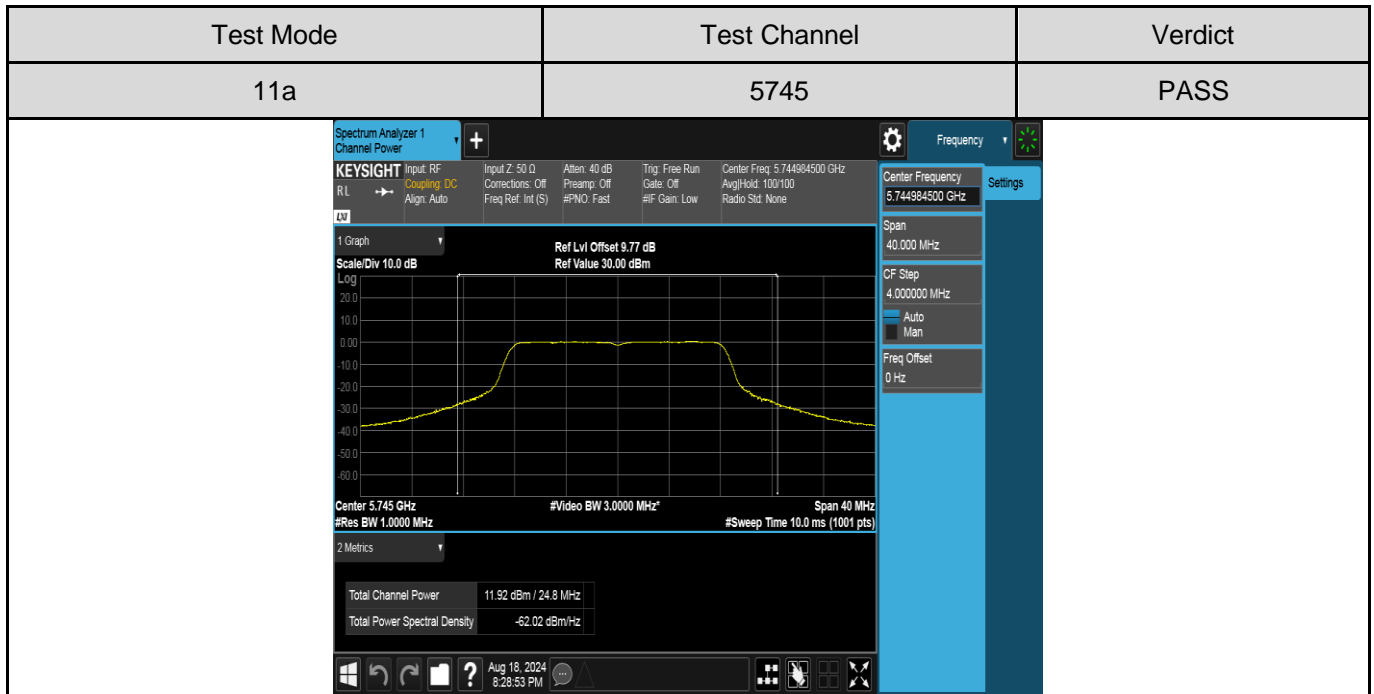 Test Mode Test Channel Verdict
11a 5745 PASS
Spectrum Analyzer 1
Channel Power
+
Frequency
KEYSIGHT Input: RF Input Z: 50 Ω Atten: 40 dB Trig: Free Run Center Freq: 5.744984500 GHz
RL Coupling: DC Corrections: Off Preamp: Off Gate: Off Avg|Hold: 100/100
Align: Auto Freq Ref: Int (S) #PNO: Fast #IF Gain: Low Radio Std: None
LXI
Center Frequency
5.744984500 GHz
Settings
Span
40.000 MHz
CF Step
4.000000 MHz
Auto
Man
Freq Offset
0 Hz
1 Graph
Ref Lvl Offset 9.77 dB
Scale/Div 10.0 dB Ref Value 30.00 dBm
Log
20.0
10.0
0.00
-10.0
-20.0
-30.0
-40.0
-50.0
-60.0
Center 5.745 GHz #Video BW 3.0000 MHz* Span 40 MHz
#Res BW 1.0000 MHz #Sweep Time 10.0 ms (1001 pts)
2 Metrics
Total Channel Power 11.92 dBm / 24.8 MHz
Total Power Spectral Density -62.02 dBm/Hz
? Aug 18, 2024
8:28:53 PM